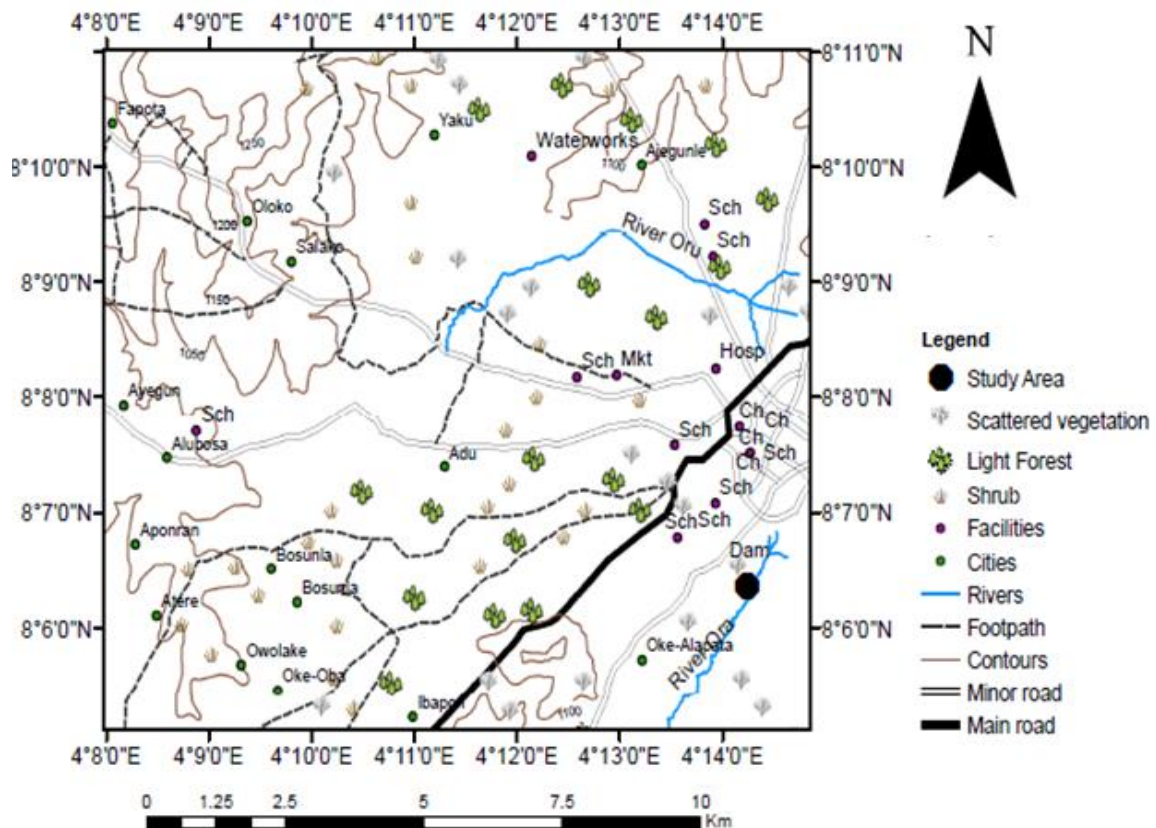 4°8'0"E 4°9'0"E 4°10'0"E 4°11'0"E 4°12'0"E 4°13'0"E 4°14'0"E
N
8°11'0"N 8°11'0"N
Fapota
Yaku
1250
Waterworks
8°10'0"N 1100 Ajegunle 8°10'0"N
Oloko
1200
Sch
River Oru
Sch
Salako
8°9'0"N 8°9'0"N
1150
1050
Sch Mkt Hosp
Legend
Study Area
Scattered vegetation
Light Forest
Shrub
Facilities
Cities
Rivers
Footpath
Contours
Minor road
Main road
8°8'0"N 8°8'0"N
Ayegun
Sch
Ch Ch
Sch Ch
Alubosa
Adu
Ch Sch
Sch
8°7'0"N 8°7'0"N
Sch Sch
Aponran
Dam
Bosunla
Bosunla
Atere
8°6'0"N 8°6'0"N
Owolake
Oke-Alapata
River Ora
Oke-Oba
Ibapon
1100
4°8'0"E 4°9'0"E 4°10'0"E 4°11'0"E 4°12'0"E 4°13'0"E 4°14'0"E
0 1.25 2.5 5 7.5 10
Km